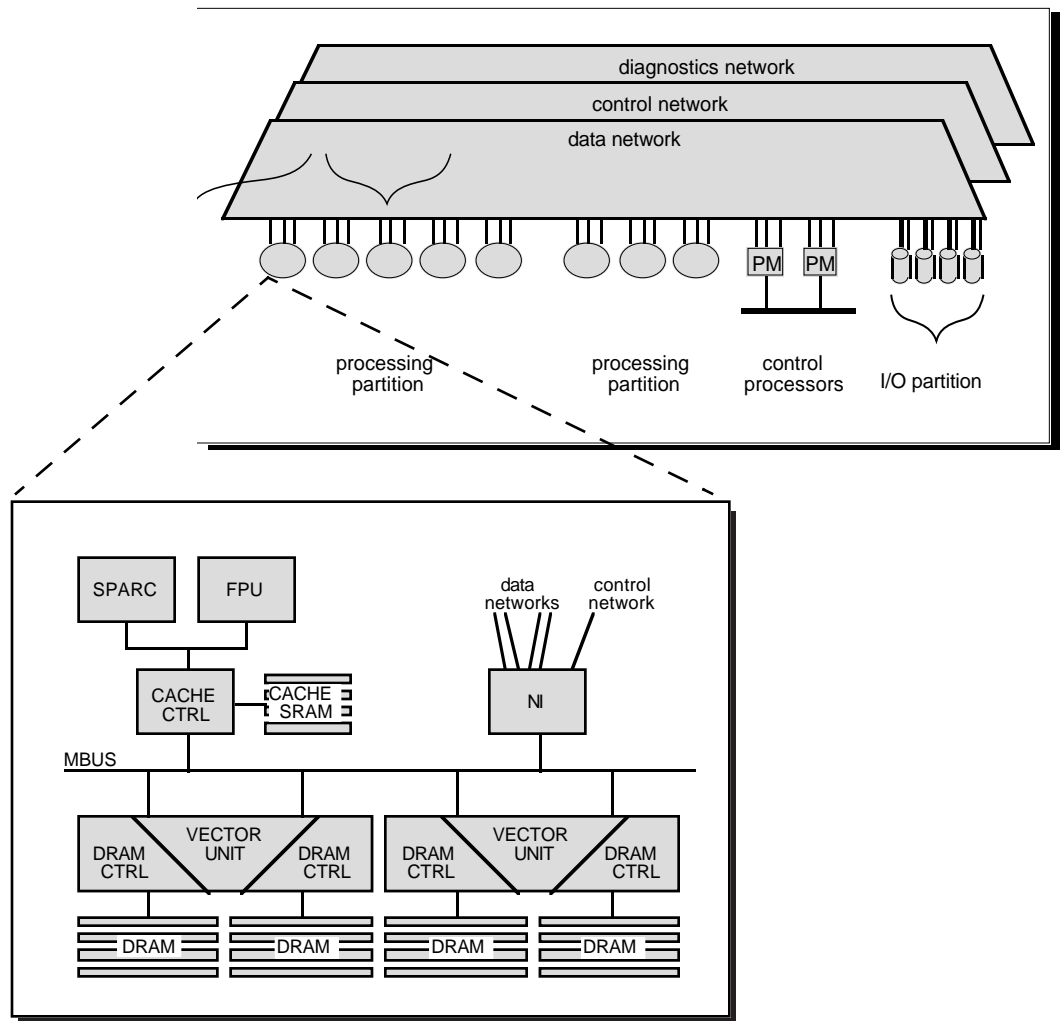 diagnostics network
control network
data network
PM
PM
processing
partition
processing
partition
control
processors
I/O partition
SPARC
FPU
data
networks
control
network
CACHE
CTRL
CACHE
SRAM
NI
MBUS
DRAM
CTRL
VECTOR
UNIT
DRAM
CTRL
DRAM
CTRL
VECTOR
UNIT
DRAM
CTRL
DRAM
DRAM
DRAM
DRAM